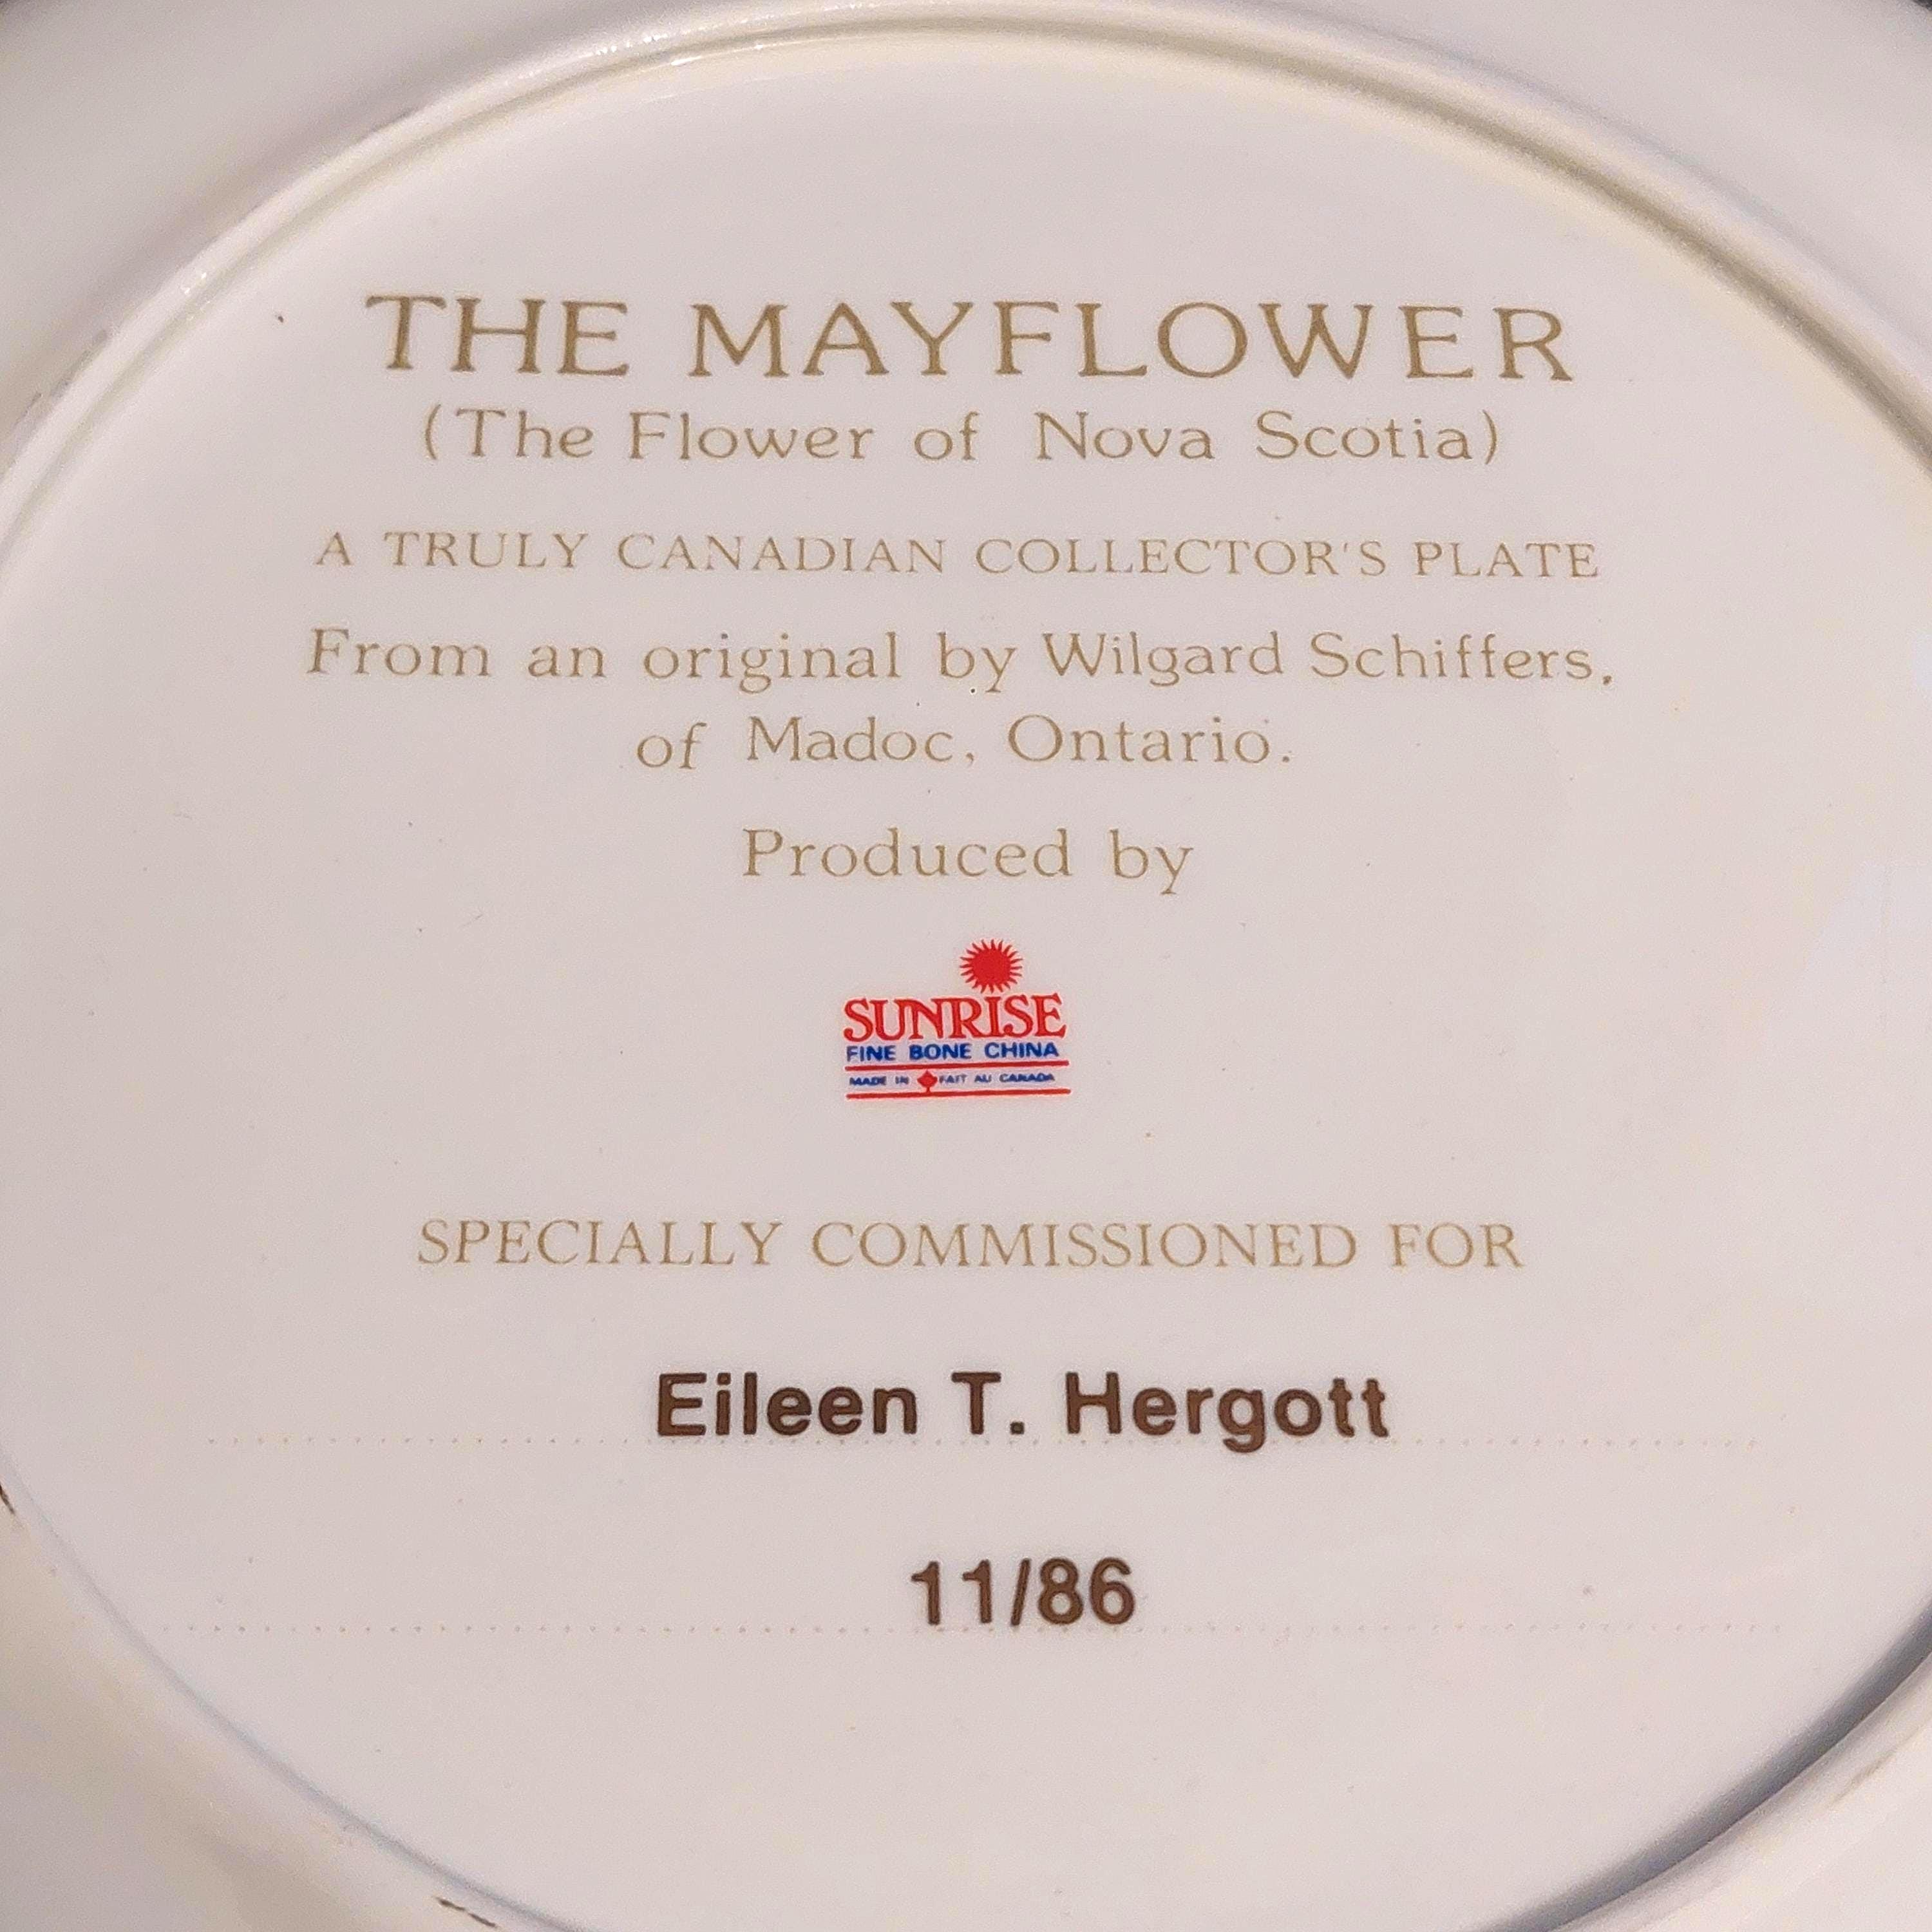 THE MAYFLOWER
(The Flower of Nova Scotia)
A TRULY CANADIAN COLLECTOR'S PLATE
From an original by Wilgard Schiffers,
of Madoc, Ontario.
Produced by
SUNRISE
FINE BONE CHINA
MADE IN FAIT AU CANADA
SPECIALLY COMMISSIONED FOR
Eileen T. Hergott
11/86